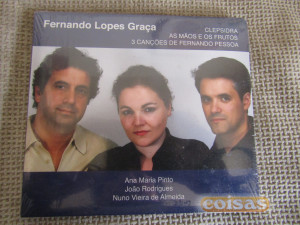 Fernando Lopes Graça
CLEPSIDRA
AS MÃOS E OS FRUTOS
3 CANÇÕES DE FERNANDO PESSOA
Ana Maria Pinto
João Rodrigues
Nuno Vieira de Almeida
coisas